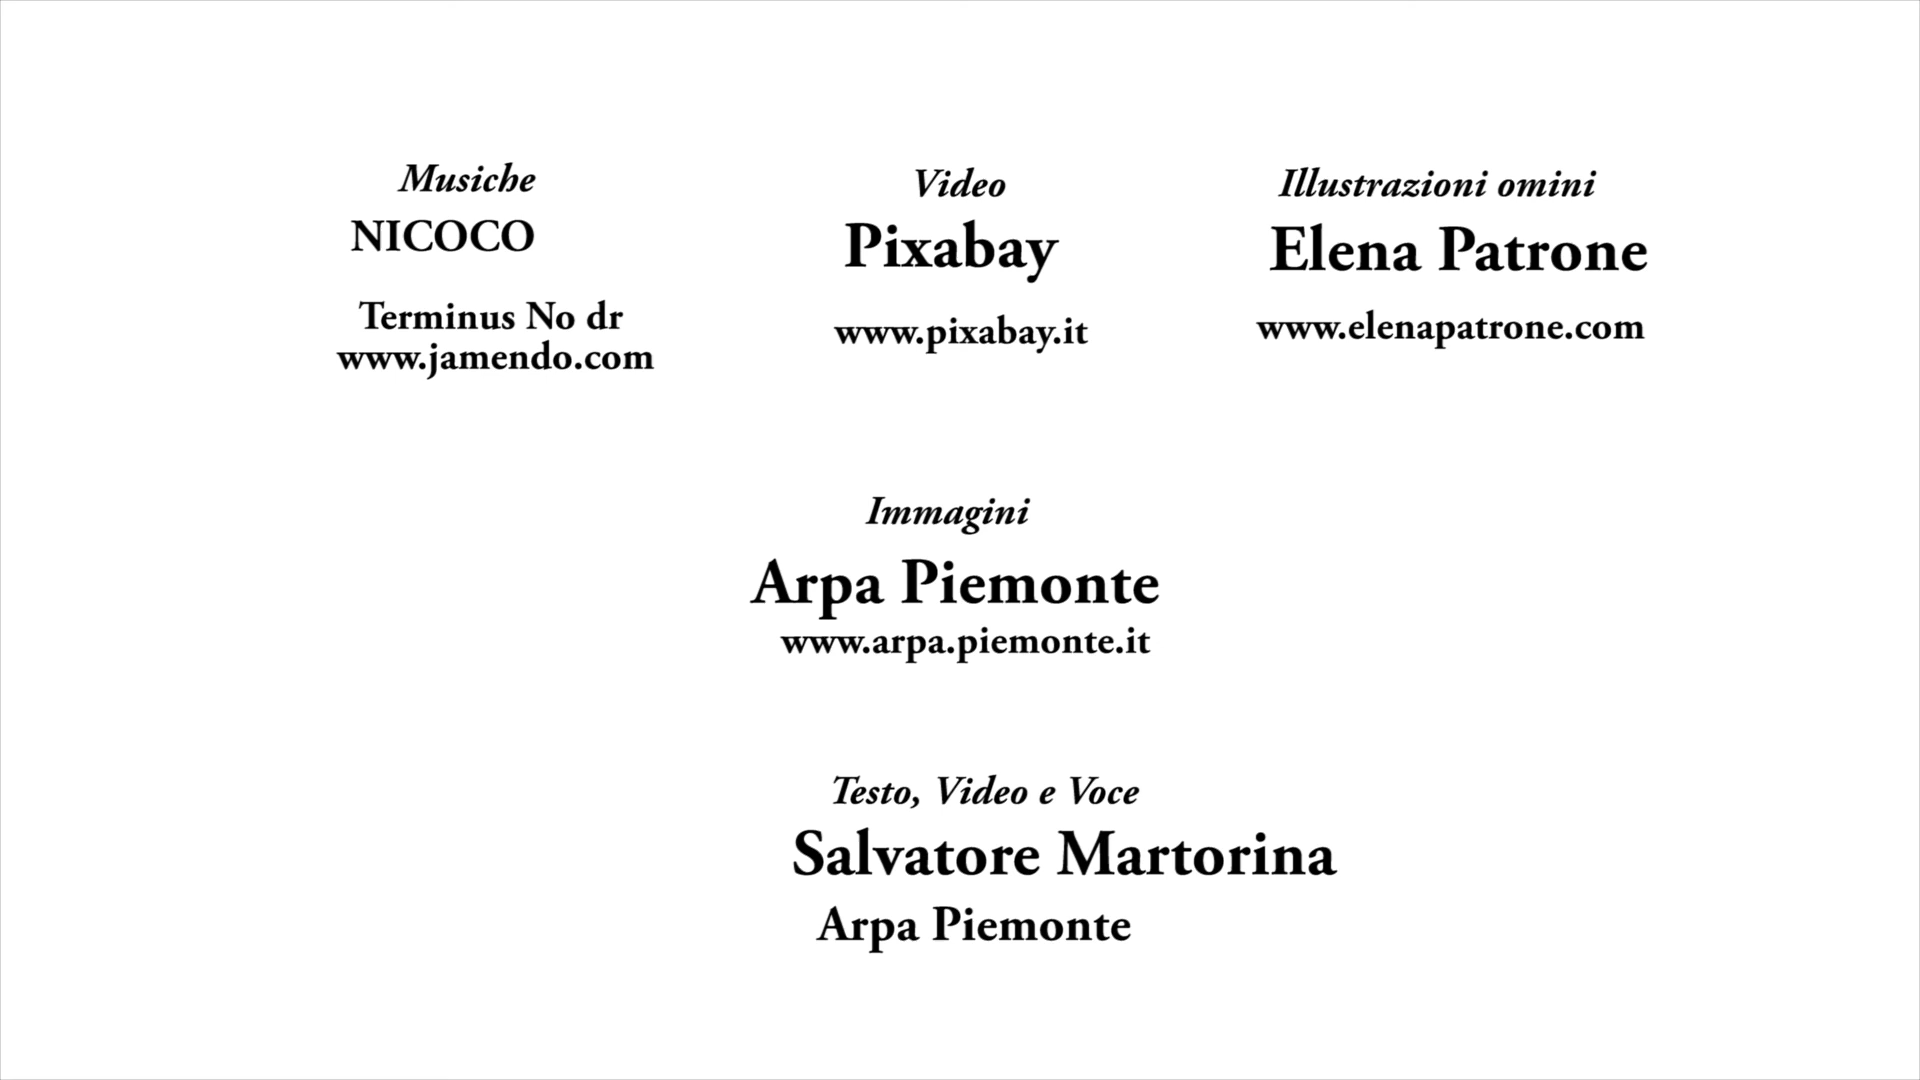 Musiche
NICOCO
Terminus No dr
www.jamendo.com
Video
Pixabay
www.pixabay.it
Illustrazioni omini
Elena Patrone
www.elenapatrone.com
Immagini
Arpa Piemonte
www.arpa.piemonte.it
Testo, Video e Voce
Salvatore Martorina
Arpa Piemonte